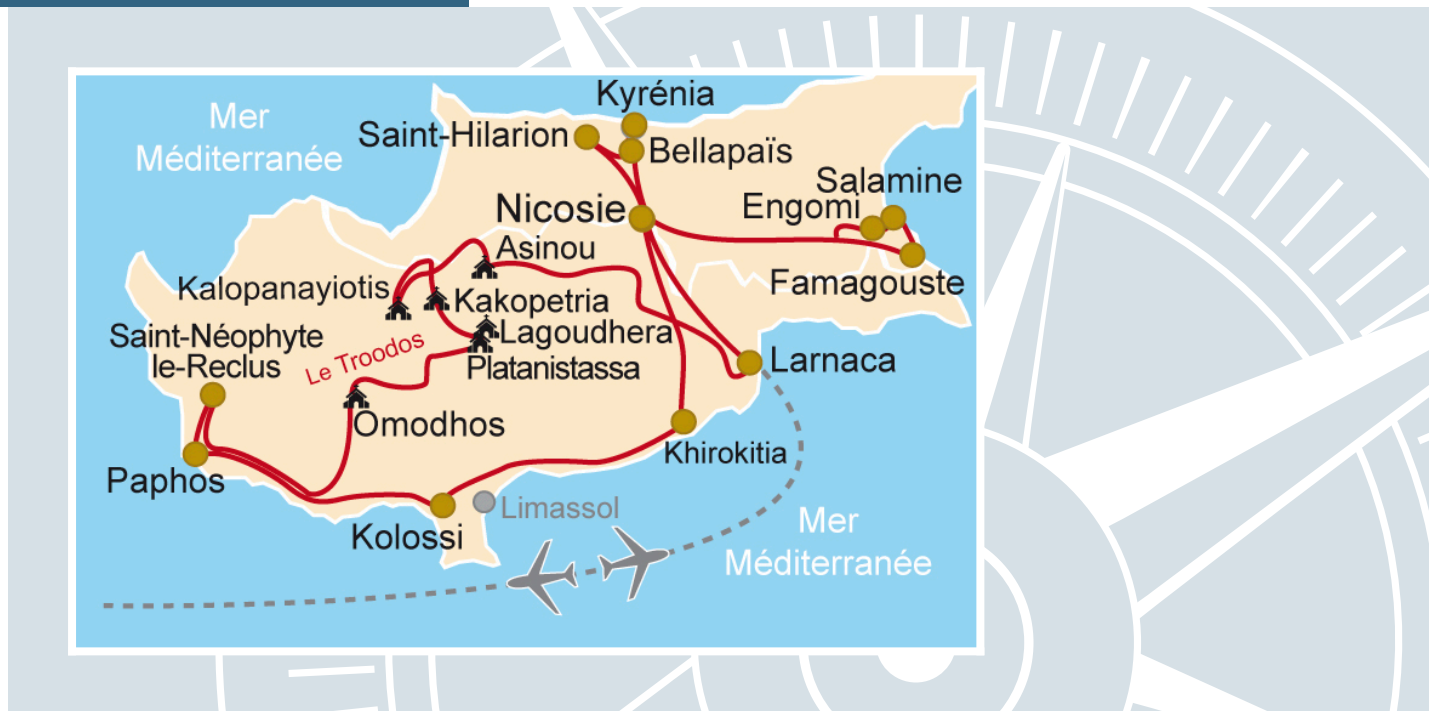 Kyrénia
Mer
Méditerranée
Saint-Hilarion
Bellapaïs
Salamine
Engomi
Nicosie
Asinou
Famagouste
Kalopanayiotis
Kakopetria
Saint-Néophyte
le-Reclus
Lagoudhera
Le Troodos
Platanistassa
Larnaca
Omodhos
Khirokitia
Paphos
Limassol
Kolossi
Mer
Méditerranée